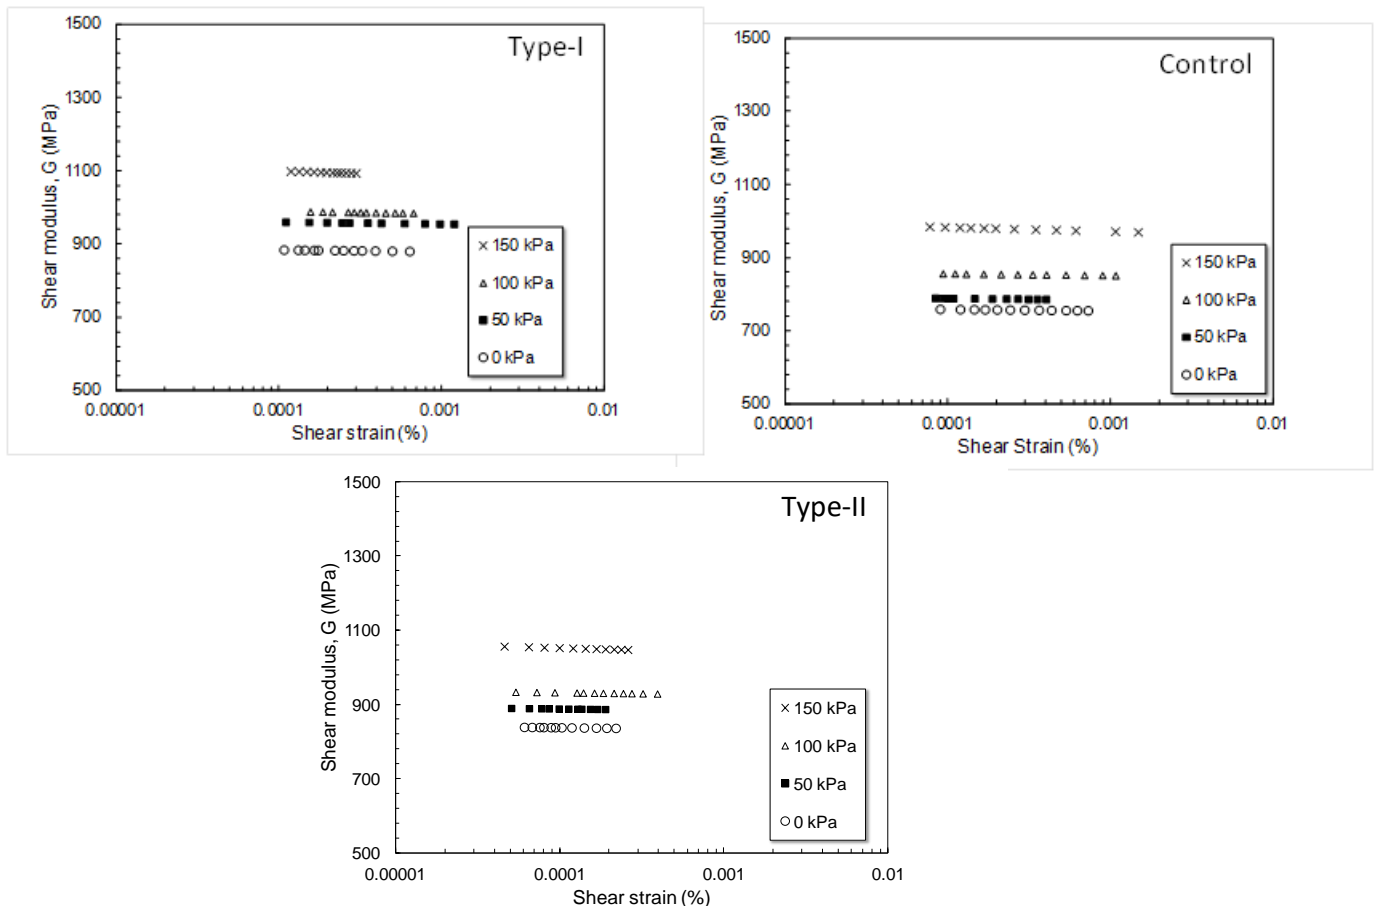 Type-I
Shear modulus, G (MPa)
1500
1300
1100
900
700
500
150 kPa
100 kPa
50 kPa
0 kPa
0.00001
0.0001
0.001
0.01
Shear strain (%)
Control
Shear modulus, G (MPa)
1500
1300
1100
900
700
500
150 kPa
100 kPa
50 kPa
0 kPa
0.00001
0.0001
0.001
0.01
Shear Strain (%)
Type-II
Shear modulus, G (MPa)
1500
1300
1100
900
700
500
150 kPa
100 kPa
50 kPa
0 kPa
0.00001
0.0001
0.001
0.01
Shear strain (%)